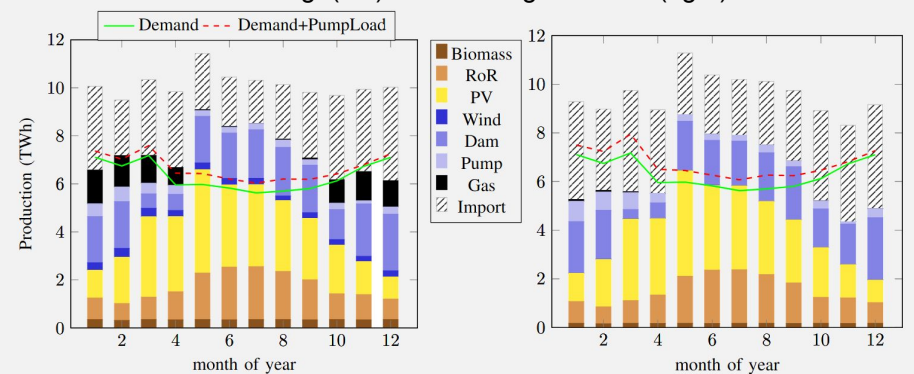 Demand Demand+PumpLoad
12
10
8
6
4
2
0
Production (TWh)
2 4 6 8 10 12
month of year
Biomass
RoR
PV
Wind
Dam
Pump
Gas
Import
12
10
8
6
4
2
0
2 4 6 8 10 12
month of year